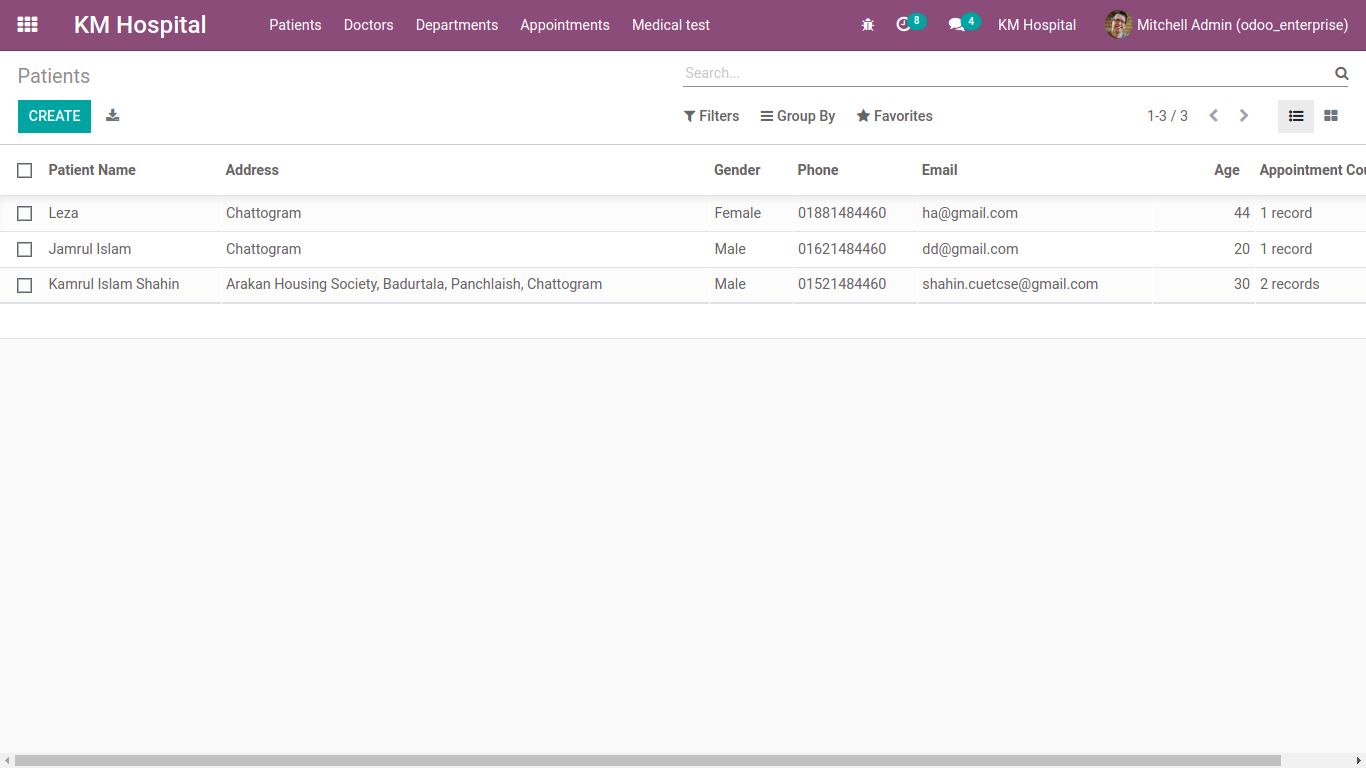 KM Hospital Patients Doctors Departments Appointments Medical test 8 4 KM Hospital Mitchell Admin (odoo_enterprise)
Patients Search...
CREATE Filters Group By Favorites 1-3 / 3
Patient Name Address Gender Phone Email Age Appointment Cou
Leza Chattogram Female 01881484460 ha@gmail.com 44 1 record
Jamrul Islam Chattogram Male 01621484460 dd@gmail.com 20 1 record
Kamrul Islam Shahin Arakan Housing Society, Badurtala, Panchlaish, Chattogram Male 01521484460 shahin.cuetcse@gmail.com 30 2 records